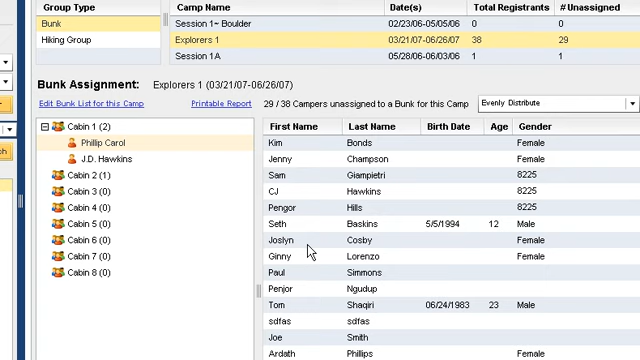 Group Type Camp Name Date(s) Total Registrants # Unassigned
Bunk Session 1~ Boulder 02/23/06-05/05/06 0 0
Hiking Group Explorers 1 03/21/07-06/26/07 38 29
Session 1A 05/28/06-06/03/06 1 1
Bunk Assignment: Explorers 1 (03/21/07-06/26/07)
Edit Bunk List for this Camp Printable Report 29 / 38 Campers unassigned to a Bunk for this Camp Evenly Distribute
Cabin 1 (2)
Phillip Carol
J.D. Hawkins
Cabin 2 (1)
Cabin 3 (0)
Cabin 4 (0)
Cabin 5 (0)
Cabin 6 (0)
Cabin 7 (0)
Cabin 8 (0)
First Name Last Name Birth Date Age Gender
Kim Bonds Female
Jenny Champson Female
Sam Giampietri 8225
CJ Hawkins 8225
Pengor Hills 8225
Seth Baskins 5/5/1994 12 Male
Joslyn Cosby Female
Ginny Lorenzo Female
Paul Simmons
Penjor Ngudup
Tom Shaqiri 06/24/1983 23 Male
sdfas sdfas
Joe Smith
Ardath Phillips Female